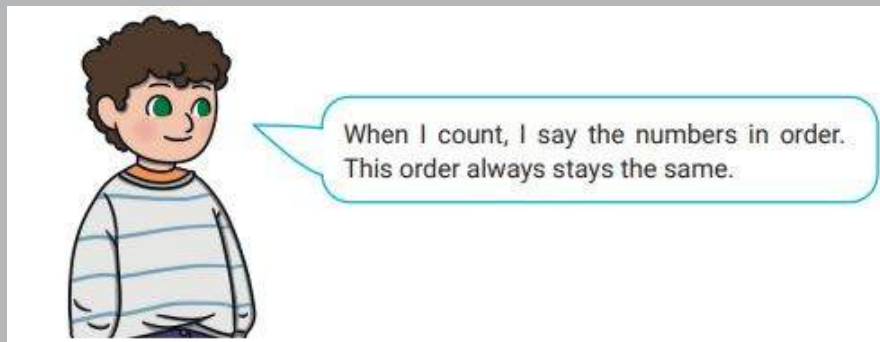 When I count, I say the numbers in order.
This order always stays the same.